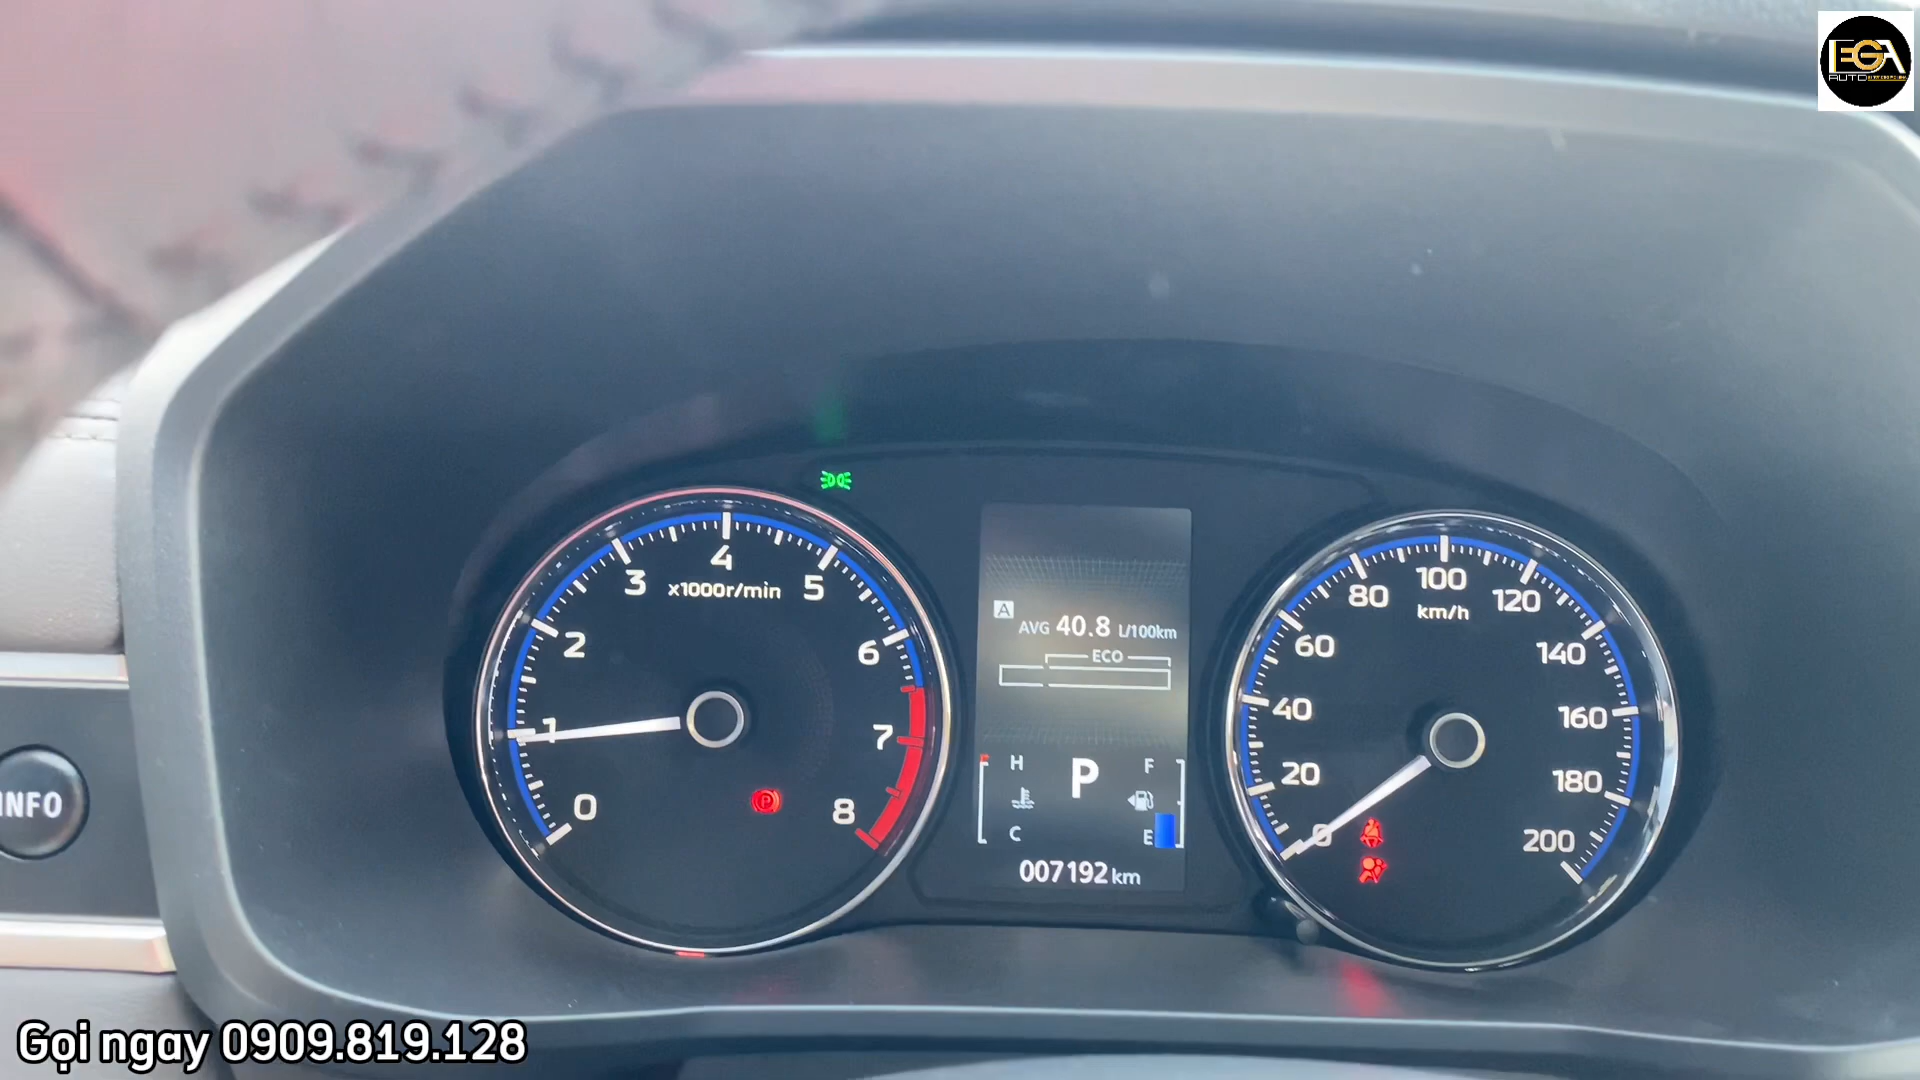 EGA
AUTO
4
3
x1000r/min
5
2
6
1
7
0
8
P
A
AVG 40.8 L/100km
ECO
H
P
F
C
E
007192 km
100
80
km/h
120
60
140
40
160
20
180
0
200
INFO
Gọi ngay 0909.819.128